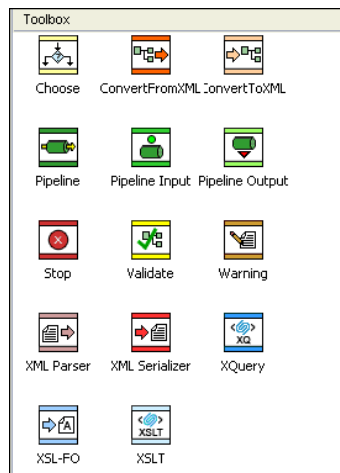 Toolbox
Choose ConvertFromXML ConvertToXML
Pipeline Pipeline Input Pipeline Output
Stop Validate Warning
XML Parser XML Serializer XQuery
XQ
XSL-FO XSLT
A
XSLT